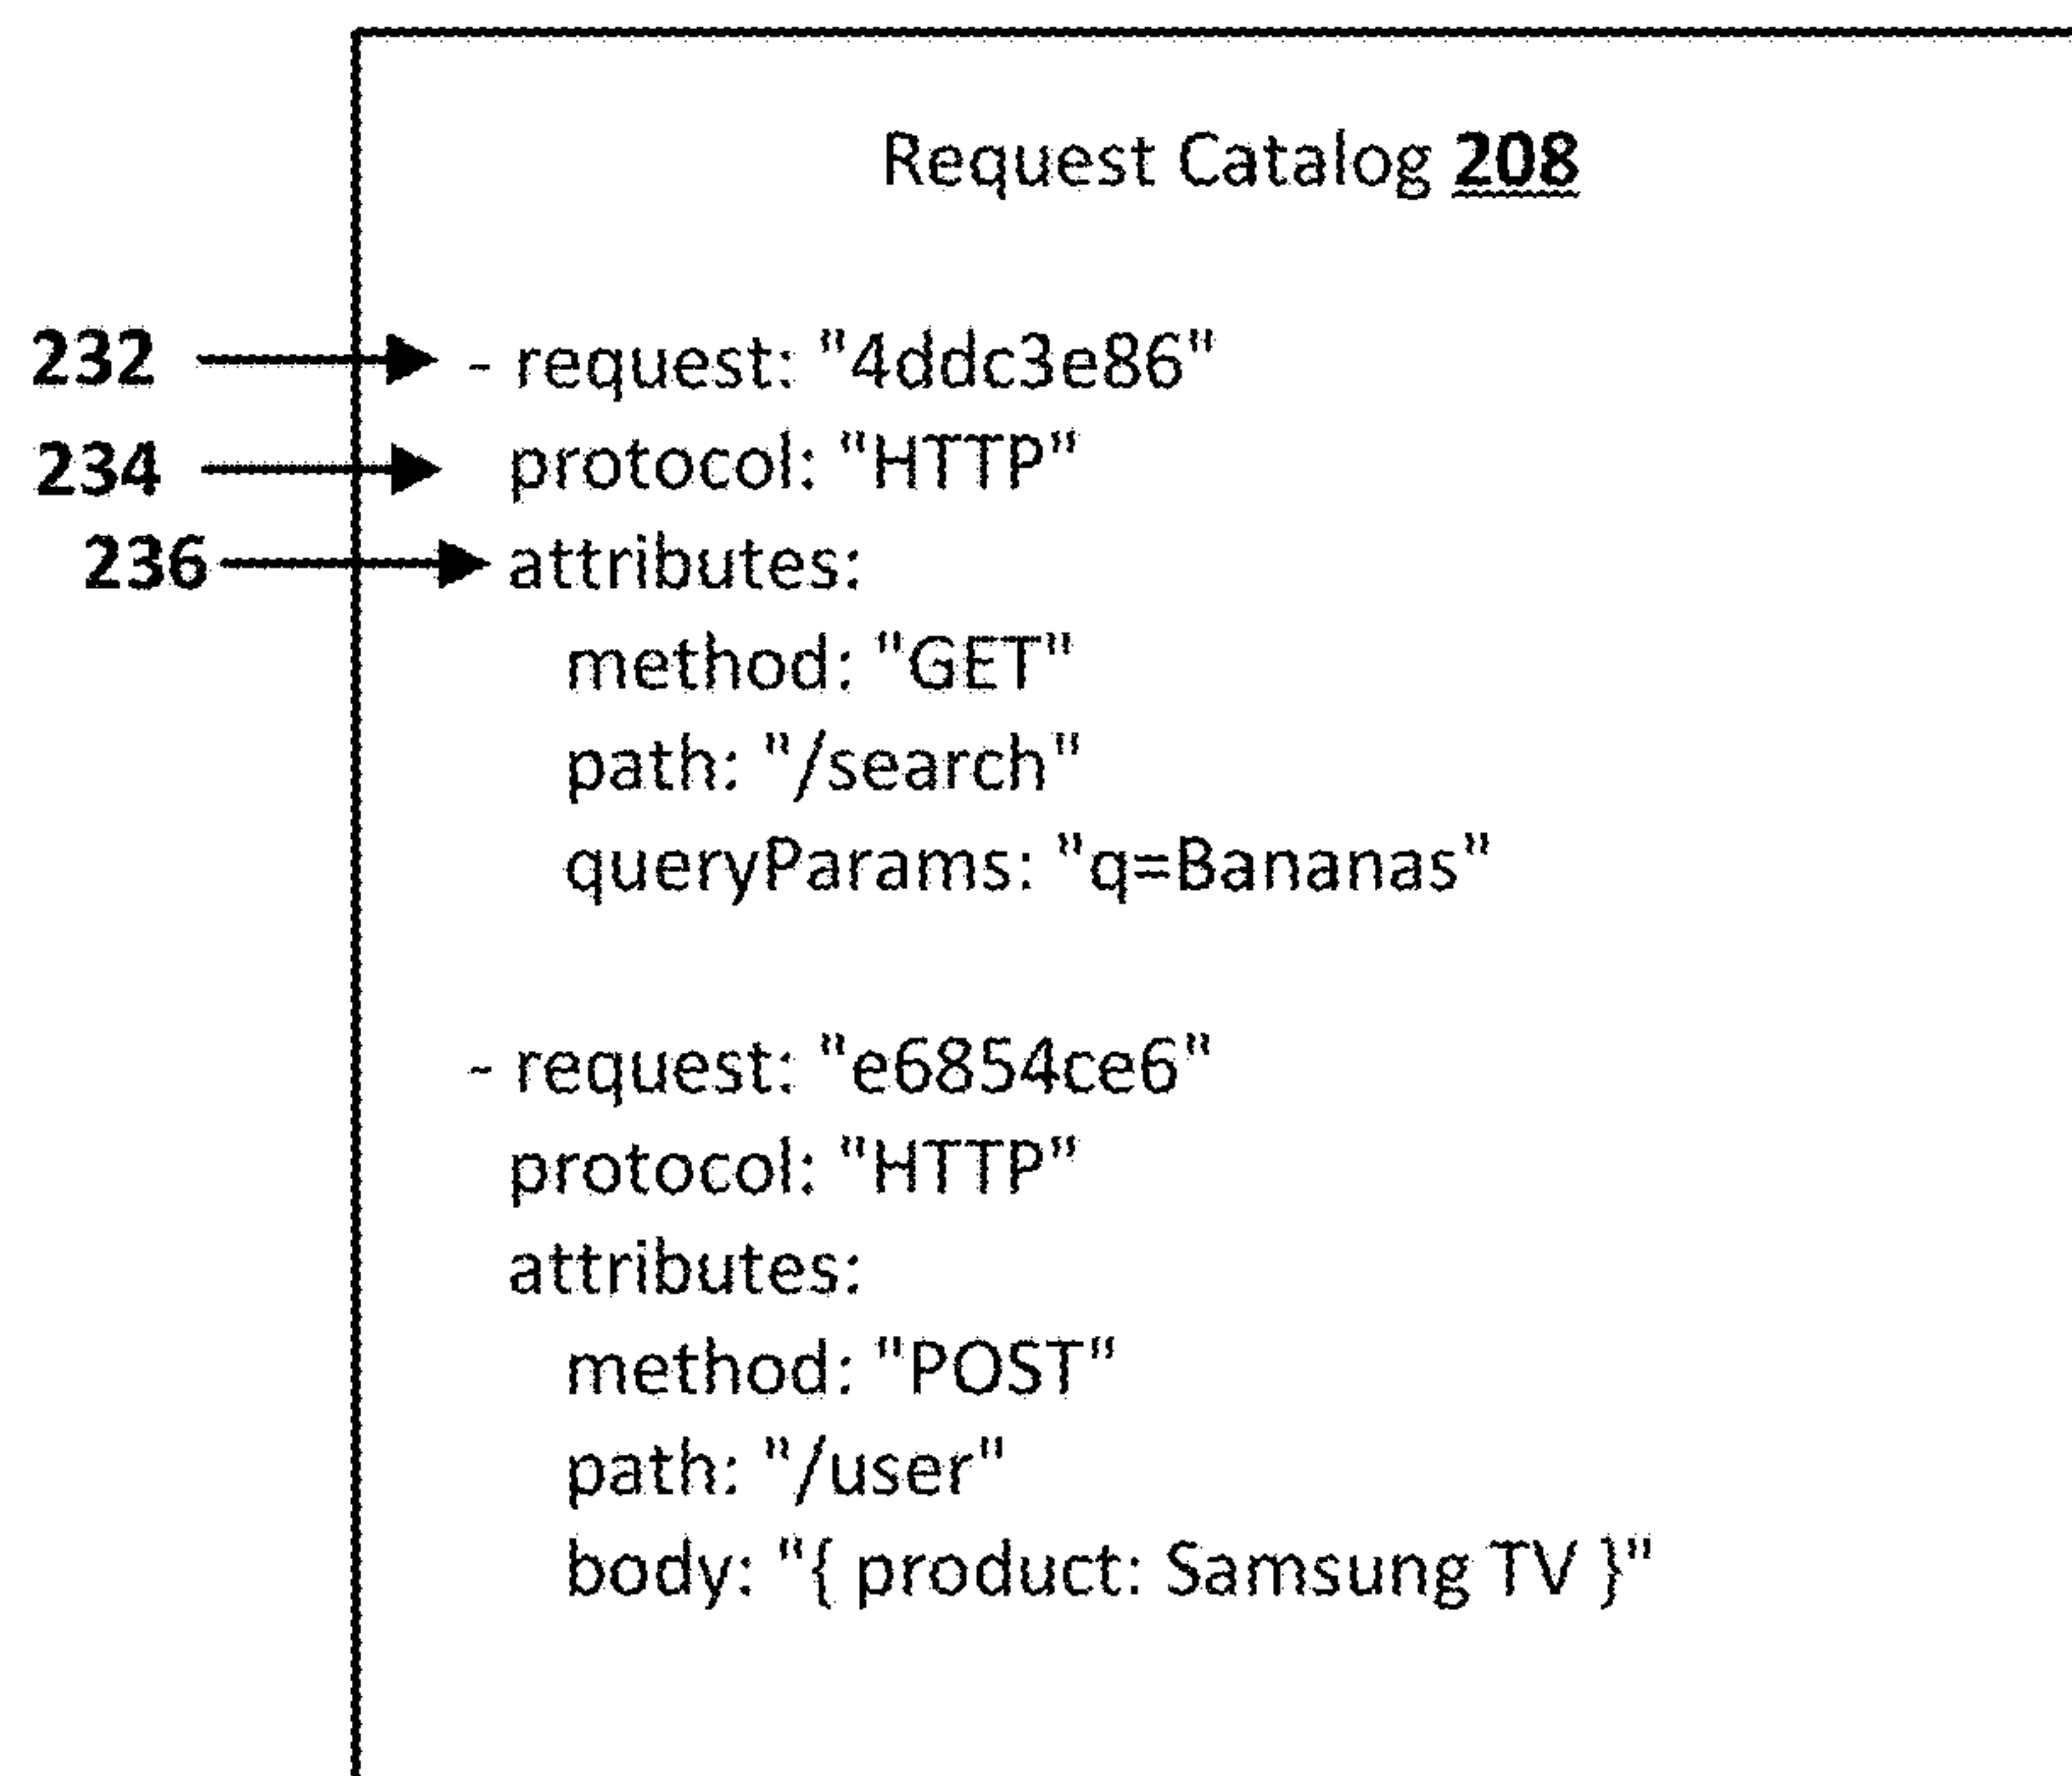 Request Catalog 208
232 - request: "4ddc3e86"
234 protocol: "HTTP"
236 attributes:
method: "GET"
path: "/search"
queryParams: "q=Bananas"
- request: "e6854ce6"
protocol: "HTTP"
attributes:
method: "POST"
path: "/user"
body: "{ product: Samsung TV }"